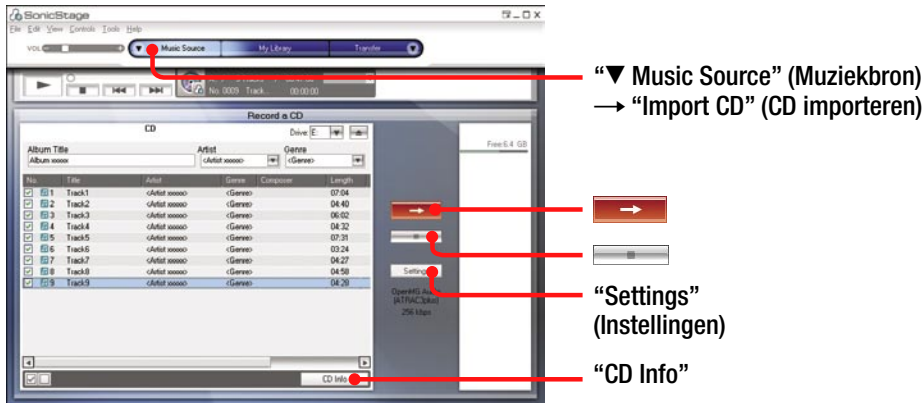 SonicStage
File Edit View Controls Tools Help
VOL
Music Source My Library Transfer
No. 0009 Track.. 00:00:00
Record a CD
CD Drive: E:
Album Title Artist Genre
Album xxxxx <Artist xxxxx> <Genre>
Free:6.4 GB
No. Title Artist Genre Composer Length
1 Track1 <Artist xxxxx> <Genre> 07:04
2 Track2 <Artist xxxxx> <Genre> 04:40
3 Track3 <Artist xxxxx> <Genre> 06:02
4 Track4 <Artist xxxxx> <Genre> 04:32
5 Track5 <Artist xxxxx> <Genre> 07:31
6 Track6 <Artist xxxxx> <Genre> 03:24
7 Track7 <Artist xxxxx> <Genre> 04:27
8 Track8 <Artist xxxxx> <Genre> 04:58
9 Track9 <Artist xxxxx> <Genre> 04:28
Settings
OpenMG Audio
(ATRAC3plus)
256 kbps
CD Info
“▼ Music Source” (Muziekbron)
→ “Import CD” (CD importeren)
“Settings”
(Instellingen)
“CD Info”